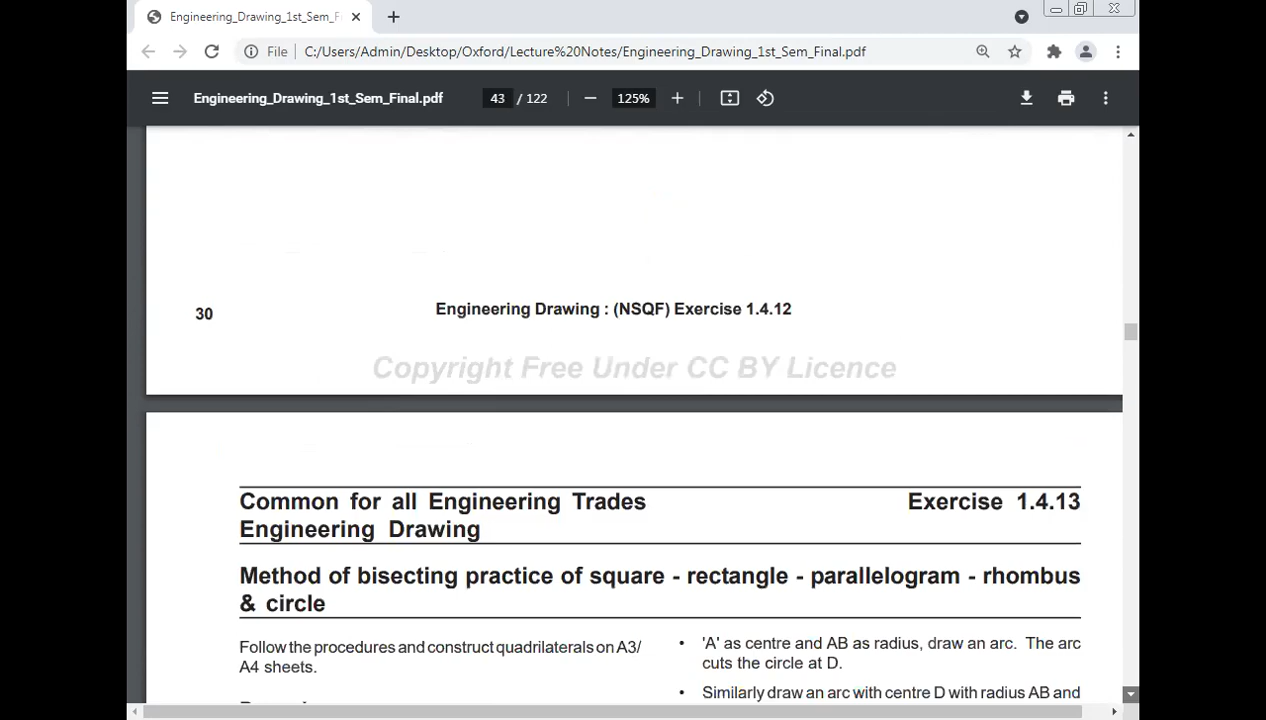 Engineering_Drawing_1st_Sem_F
File C:/Users/Admin/Desktop/Oxford/Lecture%20Notes/Engineering_Drawing_1st_Sem_Final.pdf
Engineering_Drawing_1st_Sem_Final.pdf 43 / 122 125%
30 Engineering Drawing : (NSQF) Exercise 1.4.12
Copyright Free Under CC BY Licence
Common for all Engineering Trades Exercise 1.4.13
Engineering Drawing
Method of bisecting practice of square - rectangle - parallelogram - rhombus
& circle
Follow the procedures and construct quadrilaterals on A3/
A4 sheets.
• 'A' as centre and AB as radius, draw an arc. The arc
cuts the circle at D.
• Similarly draw an arc with centre D with radius AB and